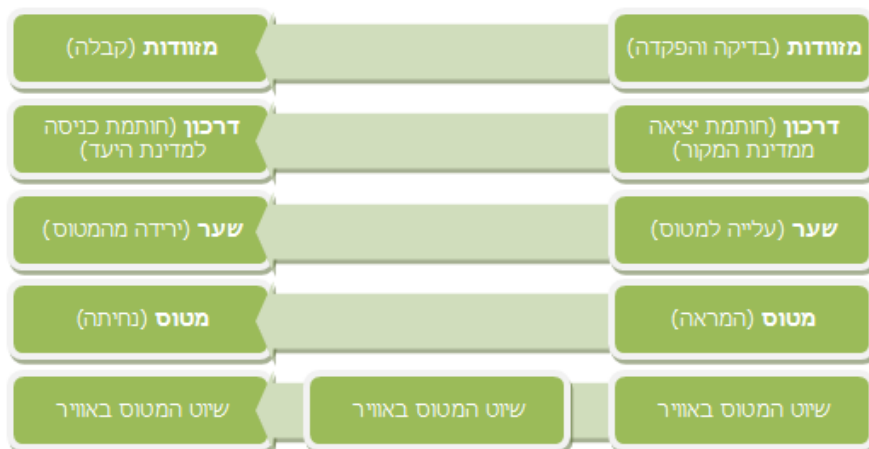 מזוודות (בדיקה והפקדה)
מזוודות (קבלה)
דרכון (חותמת יציאה
ממדינת המקור)
דרכון (חותמת כניסה
למדינת היעד)
שער (עלייה למטוס)
שער (ירידה מהמטוס)
מטוס (המראה)
מטוס (נחיתה)
שיוט המטוס באוויר
שיוט המטוס באוויר
שיוט המטוס באוויר